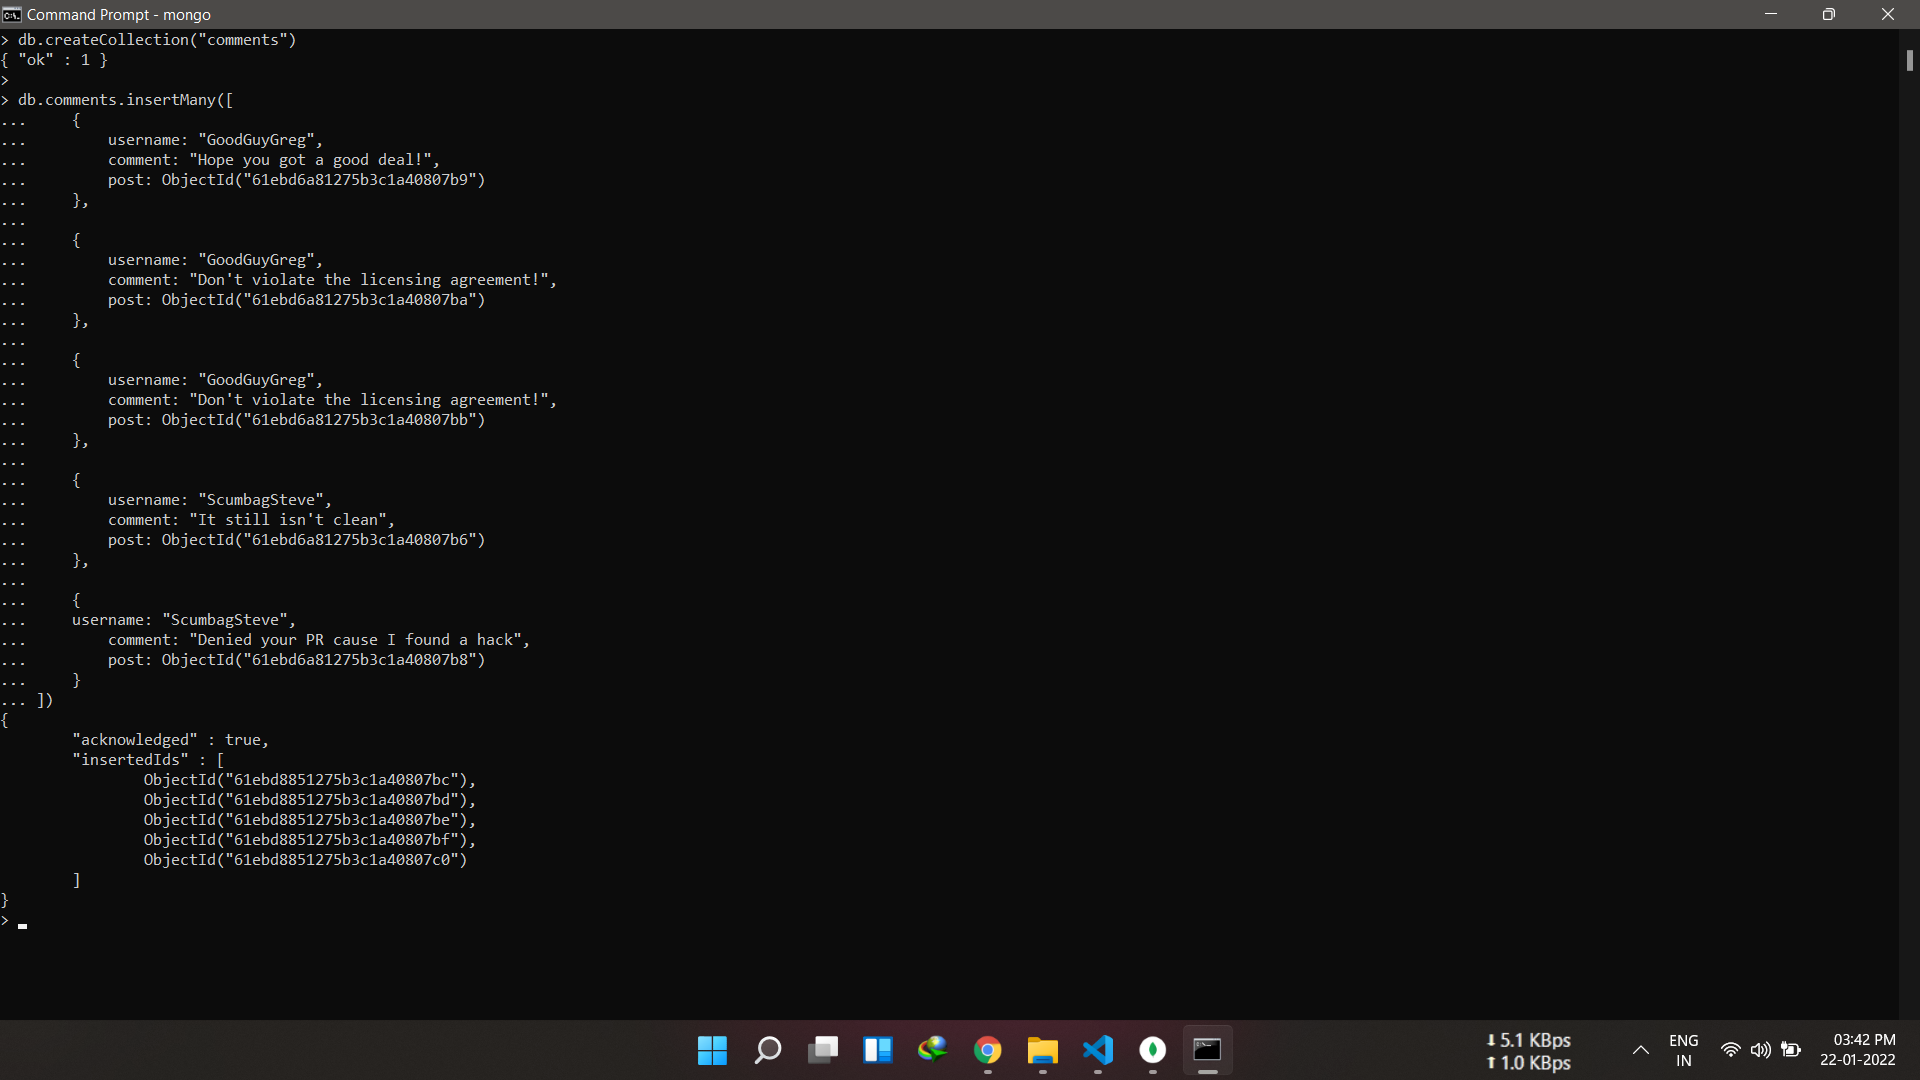 Command Prompt - mongo
> db.createCollection("comments")
{ "ok" : 1 }
>
> db.comments.insertMany([
...     {
...         username: "GoodGuyGreg",
...         comment: "Hope you got a good deal!",
...         post: ObjectId("61ebd6a81275b3c1a40807b9")
...     },
...
...     {
...         username: "GoodGuyGreg",
...         comment: "Don't violate the licensing agreement!",
...         post: ObjectId("61ebd6a81275b3c1a40807ba")
...     },
...
...     {
...         username: "GoodGuyGreg",
...         comment: "Don't violate the licensing agreement!",
...         post: ObjectId("61ebd6a81275b3c1a40807bb")
...     },
...
...     {
...         username: "ScumbagSteve",
...         comment: "It still isn't clean",
...         post: ObjectId("61ebd6a81275b3c1a40807b6")
...     },
...
...     {
...     username: "ScumbagSteve",
...         comment: "Denied your PR cause I found a hack",
...         post: ObjectId("61ebd6a81275b3c1a40807b8")
...     }
... ])
{
        "acknowledged" : true,
        "insertedIds" : [
                ObjectId("61ebd8851275b3c1a40807bc"),
                ObjectId("61ebd8851275b3c1a40807bd"),
                ObjectId("61ebd8851275b3c1a40807be"),
                ObjectId("61ebd8851275b3c1a40807bf"),
                ObjectId("61ebd8851275b3c1a40807c0")
        ]
}
>
5.1 KBps
1.0 KBps
ENG
IN
03:42 PM
22-01-2022